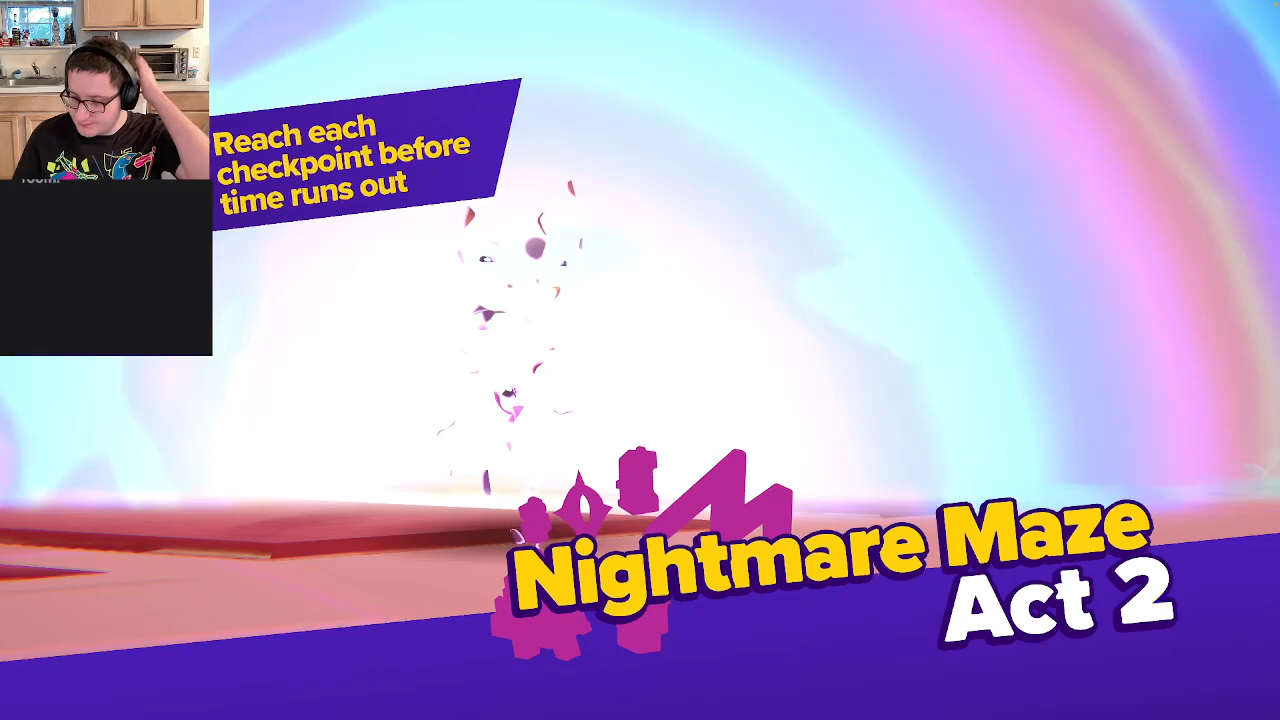 Reach each
checkpoint before
time runs out
Nightmare Maze
Act 2